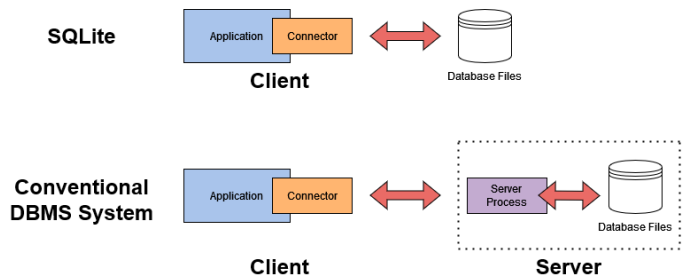 SQLite
Application
Connector
Database Files
Client
Conventional
DBMS System
Application
Connector
Server
Process
Database Files
Client
Server